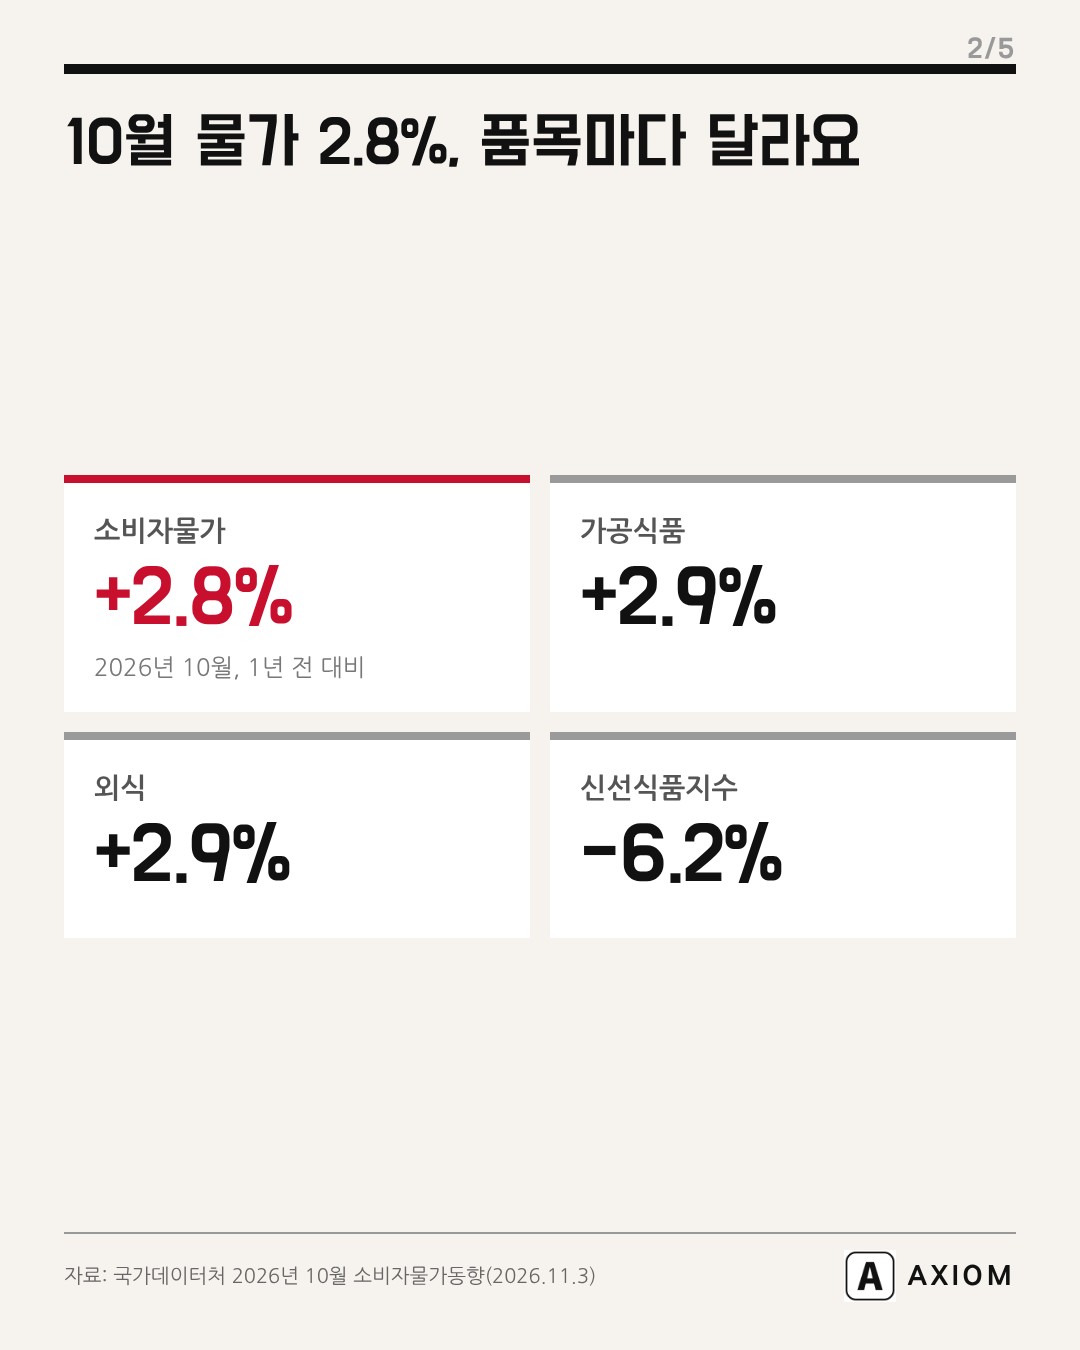 2/5
10월 물가 2.8%, 품목마다 달라요
소비자물가
+2.8%
2026년 10월, 1년 전 대비
가공식품
+2.9%
외식
+2.9%
신선식품지수
-6.2%
자료: 국가데이터처 2026년 10월 소비자물가동향(2026.11.3)
A AXIOM